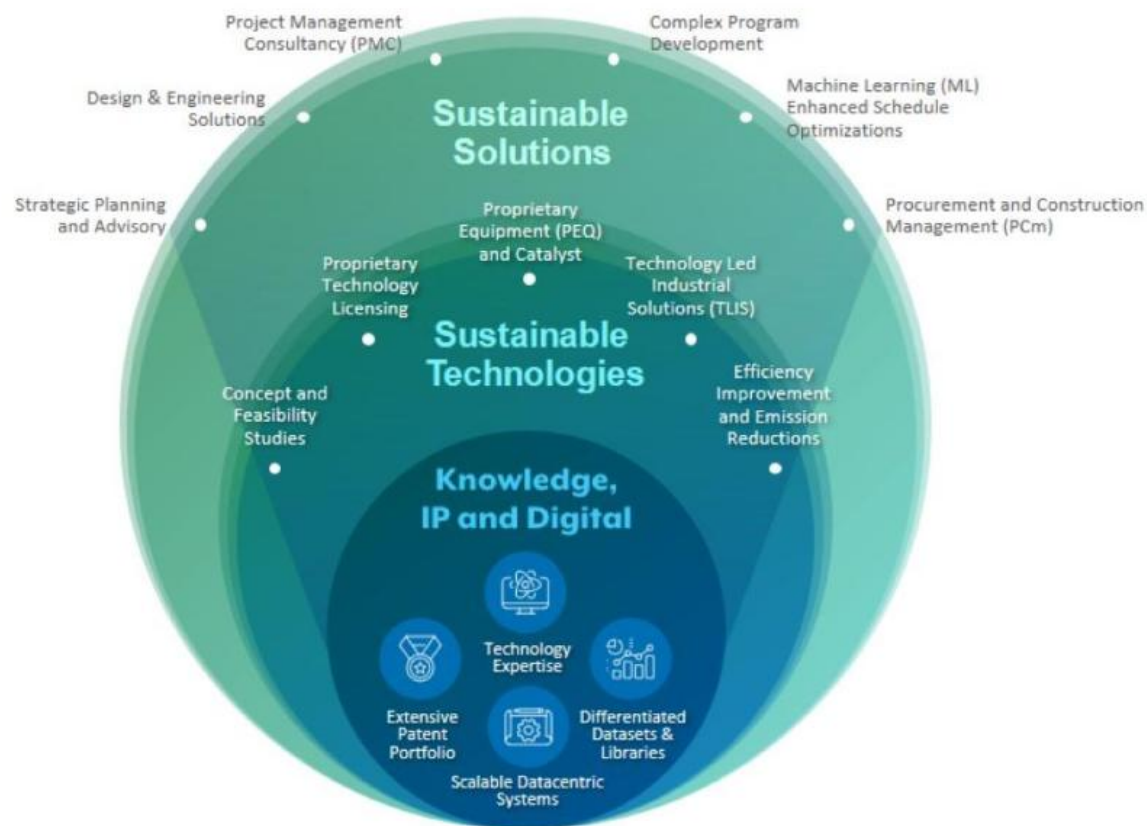 Project Management
Consultancy (PMC)
Complex Program
Development
Design & Engineering
Solutions
Machine Learning (ML)
Enhanced Schedule
Optimizations
Strategic Planning
and Advisory
Procurement and Construction
Management (PCm)
Sustainable
Solutions
Proprietary
Equipment (PEQ)
and Catalyst
Proprietary
Technology
Licensing
Technology Led
Industrial
Solutions (TLIS)
Sustainable
Technologies
Concept and
Feasibility
Studies
Efficiency
Improvement
and Emission
Reductions
Knowledge,
IP and Digital
Technology
Expertise
Extensive
Patent
Portfolio
Differentiated
Datasets &
Libraries
Scalable Datacentric
Systems